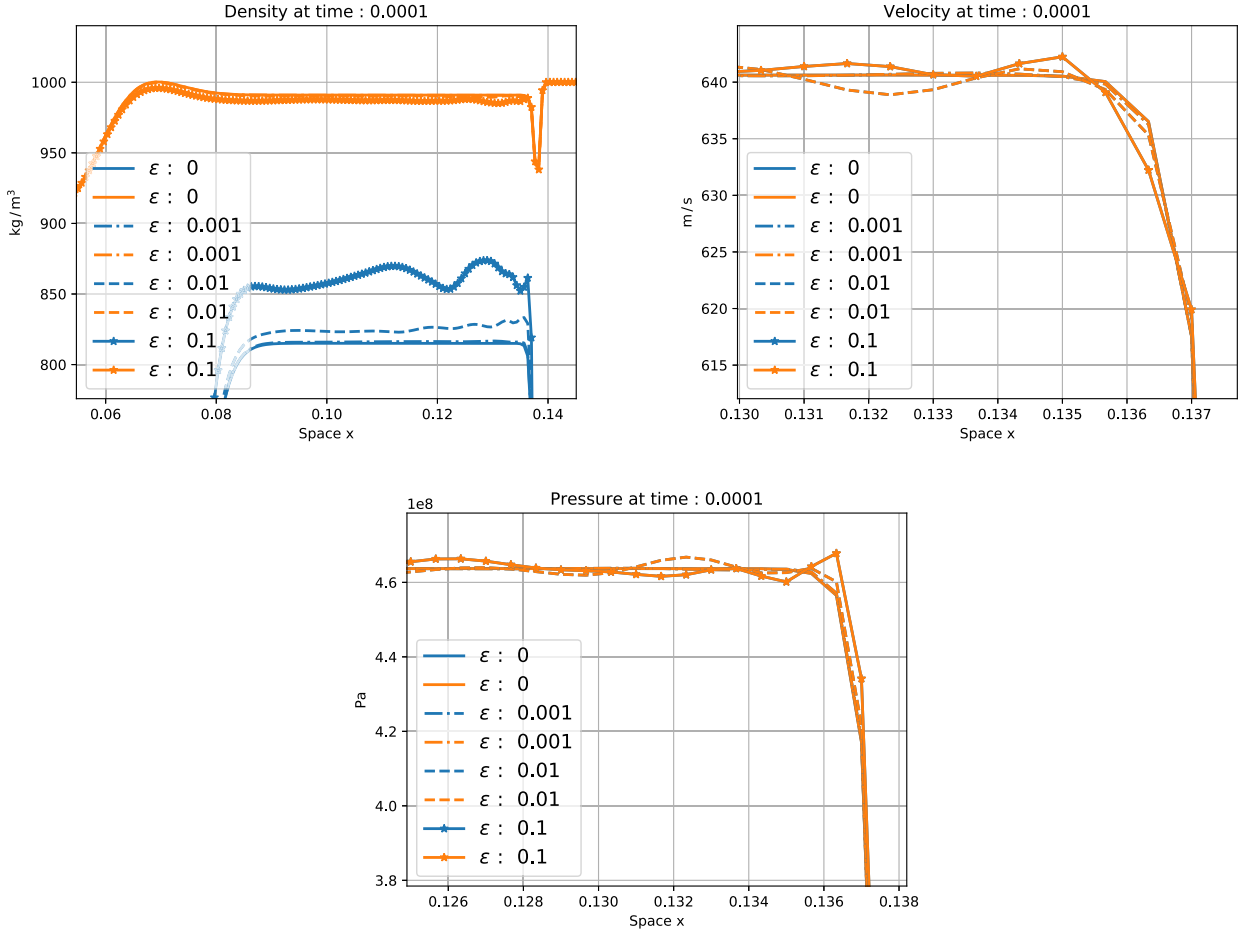 Density at time : 0.0001
1000
950
900
850
800
kg / m³
ε : 0
ε : 0
ε : 0.001
ε : 0.001
ε : 0.01
ε : 0.01
ε : 0.1
ε : 0.1
0.06 0.08 0.10 0.12 0.14
Space x
Velocity at time : 0.0001
640
635
630
625
620
615
m / s
ε : 0
ε : 0
ε : 0.001
ε : 0.001
ε : 0.01
ε : 0.01
ε : 0.1
ε : 0.1
0.130 0.131 0.132 0.133 0.134 0.135 0.136 0.137
Space x
Pressure at time : 0.0001
1e8
4.6
4.4
4.2
4.0
3.8
Pa
ε : 0
ε : 0
ε : 0.001
ε : 0.001
ε : 0.01
ε : 0.01
ε : 0.1
ε : 0.1
0.126 0.128 0.130 0.132 0.134 0.136 0.138
Space x